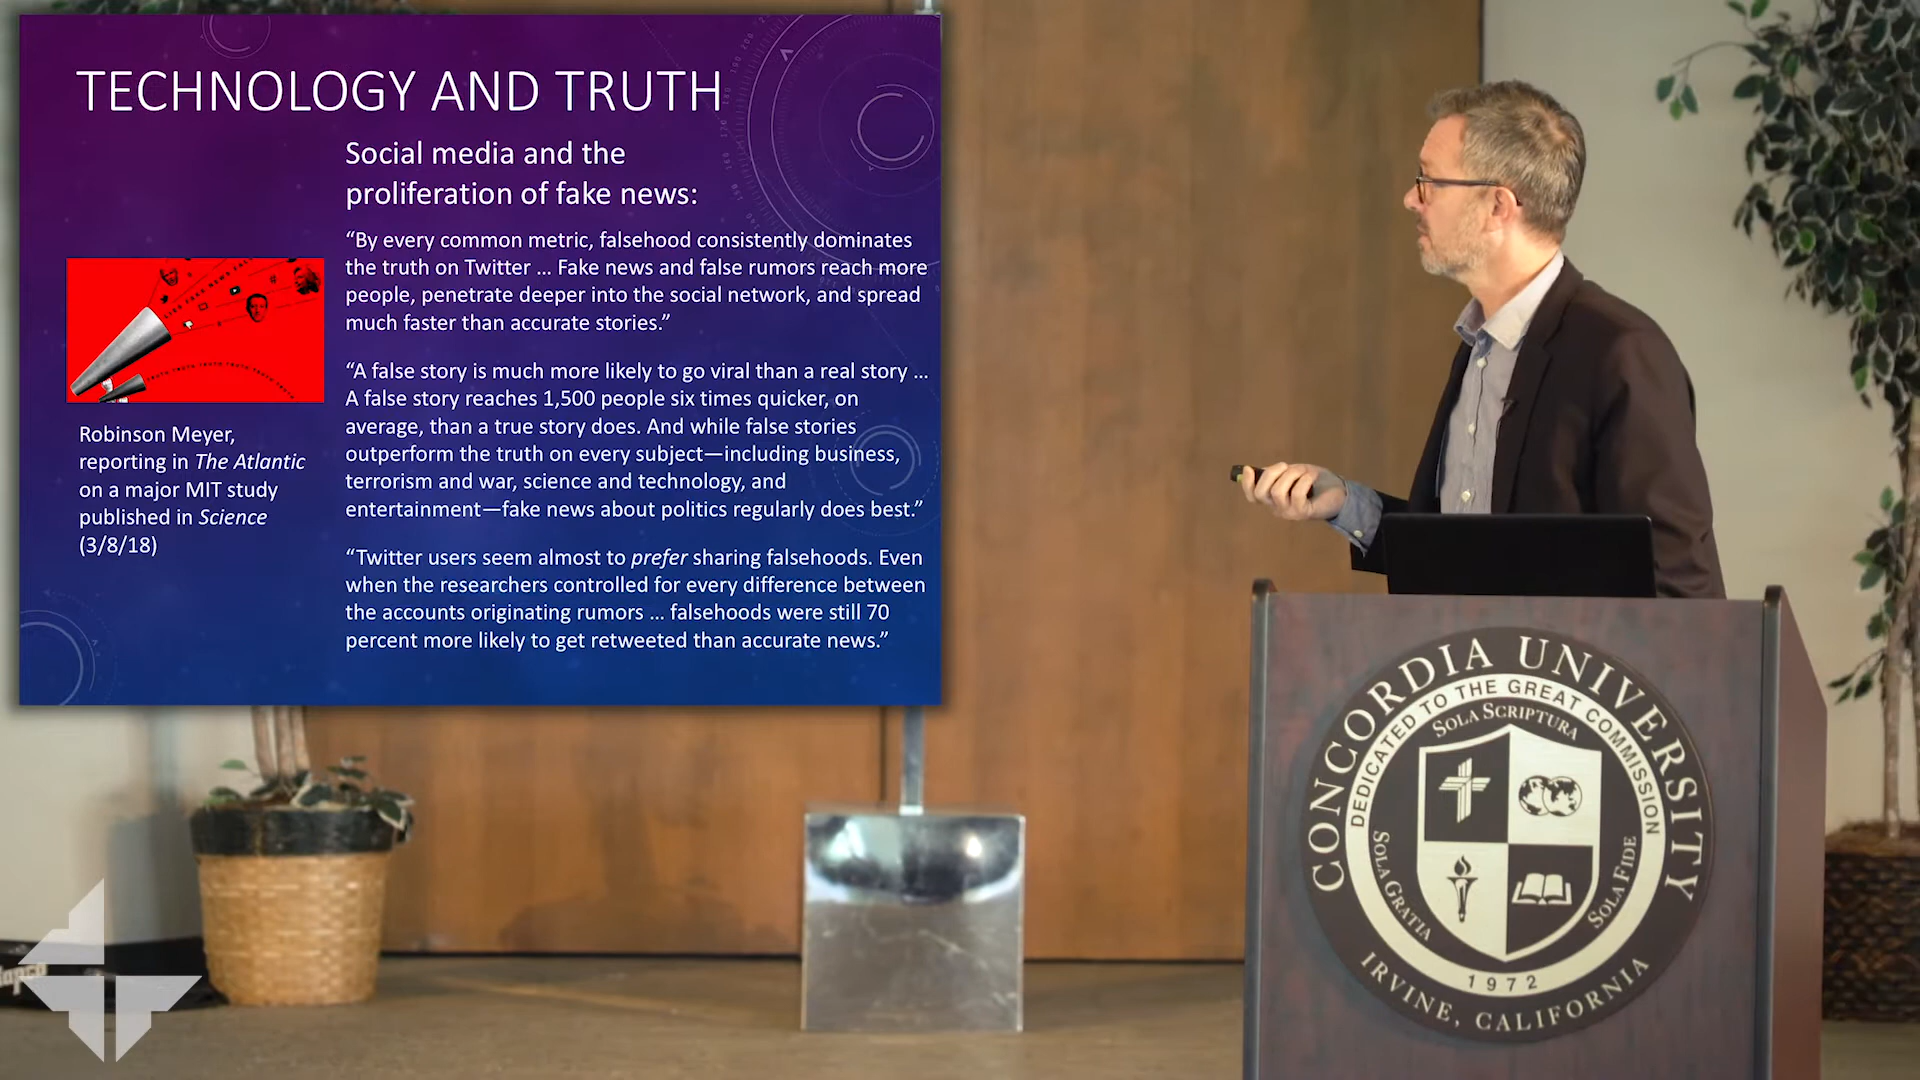 TECHNOLOGY AND TRUTH
Social media and the
proliferation of fake news:
“By every common metric, falsehood consistently dominates
the truth on Twitter ... Fake news and false rumors reach more
people, penetrate deeper into the social network, and spread
much faster than accurate stories.”
“A false story is much more likely to go viral than a real story ...
A false story reaches 1,500 people six times quicker, on
average, than a true story does. And while false stories
outperform the truth on every subject—including business,
terrorism and war, science and technology, and
entertainment—fake news about politics regularly does best.”
“Twitter users seem almost to prefer sharing falsehoods. Even
when the researchers controlled for every difference between
the accounts originating rumors ... falsehoods were still 70
percent more likely to get retweeted than accurate news.”
Robinson Meyer,
reporting in The Atlantic
on a major MIT study
published in Science
(3/8/18)
CONCORDIA UNIVERSITY
DEDICATED TO THE GREAT COMMISSION
SOLA SCRIPTURA
SOLA GRATIA
SOLA FIDE
1972
IRVINE, CALIFORNIA